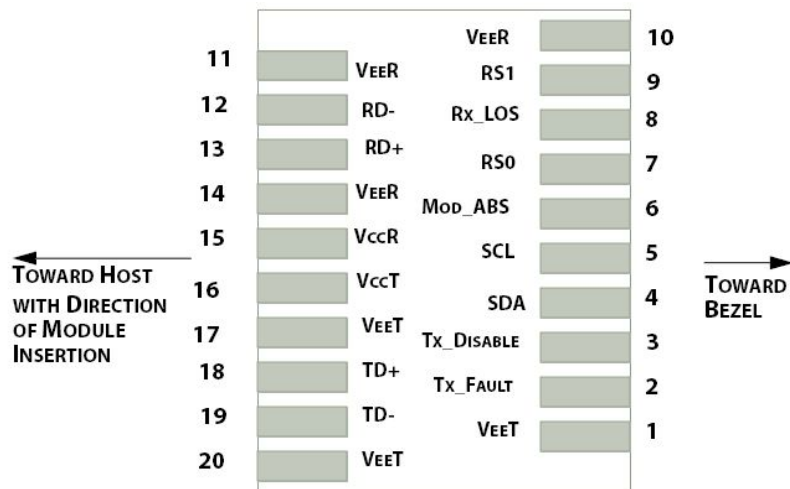 11 VEER
12 RD-
13 RD+
14 VEER
15 VCCR
16 VCCT
17 VEET
18 TD+
19 TD-
20 VEET
VEER 10
RS1 9
RX_LOS 8
RS0 7
MOD_ABS 6
SCL 5
SDA 4
TX_DISABLE 3
TX_FAULT 2
VEET 1
TOWARD HOST
WITH DIRECTION
OF MODULE
INSERTION
TOWARD
BEZEL